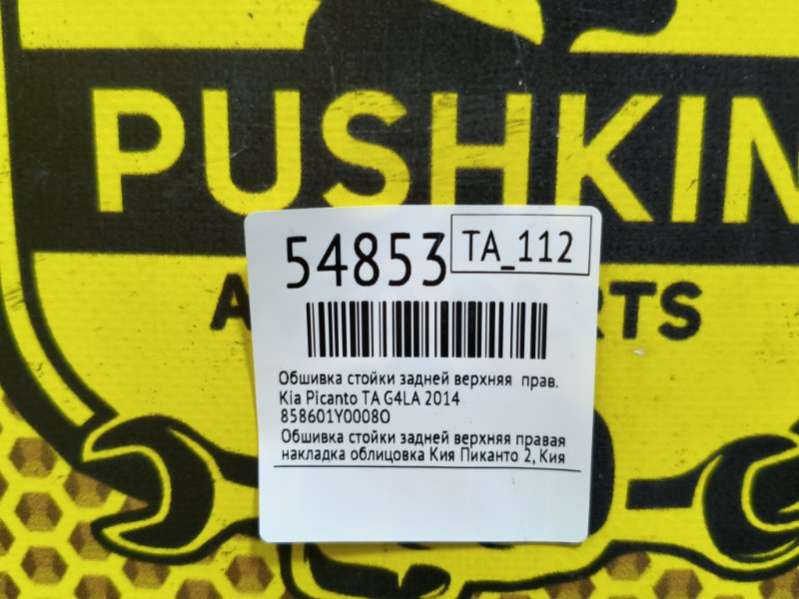 PUSHKIN
54853 TA_112
Обшивка стойки задней верхняя прав.
Kia Picanto TA G4LA 2014
858601Y0008O
Обшивка стойки задней верхняя правая
накладка облицовка Кия Пиканто 2, Кия